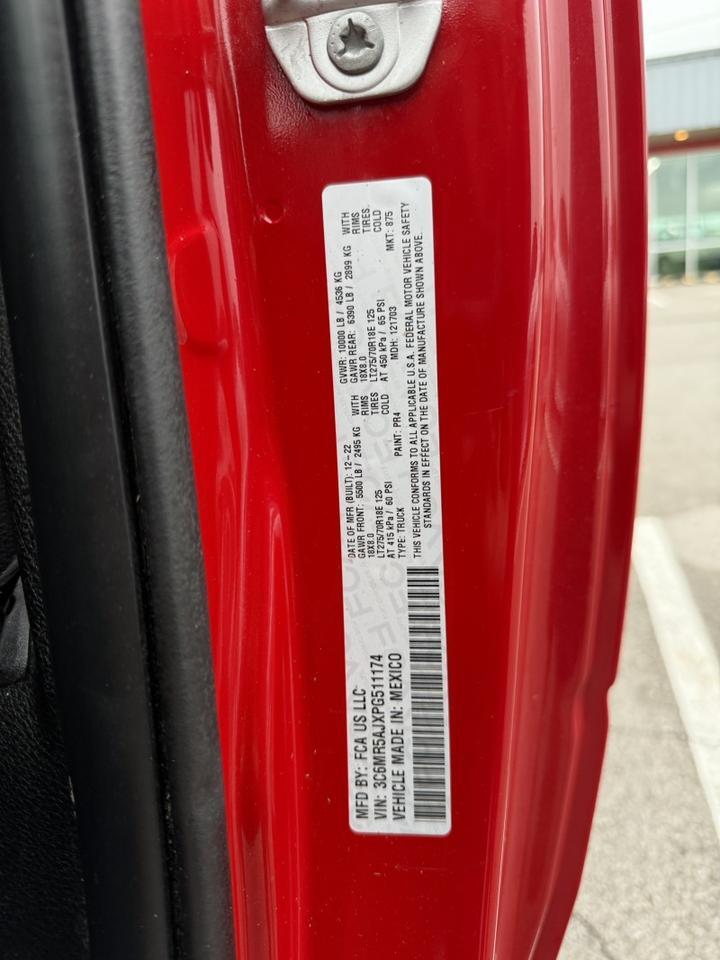 MFD BY: FCA US LLC
DATE OF MFR (BUILT): 12-22 GVWR: 10000 LB / 4536 KG
GAWR FRONT: 5500 LB / 2495 KG WITH GAWR REAR: 6390 LB / 2899 KG WITH
18X8.0 RIMS 18X8.0 RIMS
LT275/70R18E 125 TIRES LT275/70R18E 125 TIRES.
AT 415 kPa / 60 PSI COLD AT 450 kPa / 65 PSI COLD
VIN: 3C6MR5AJXPG511174
TYPE: TRUCK PAINT: PR4 MDH: 121703 MKT: 875
VEHICLE MADE IN: MEXICO
THIS VEHICLE CONFORMS TO ALL APPLICABLE U.S.A. FEDERAL MOTOR VEHICLE SAFETY
STANDARDS IN EFFECT ON THE DATE OF MANUFACTURE SHOWN ABOVE.